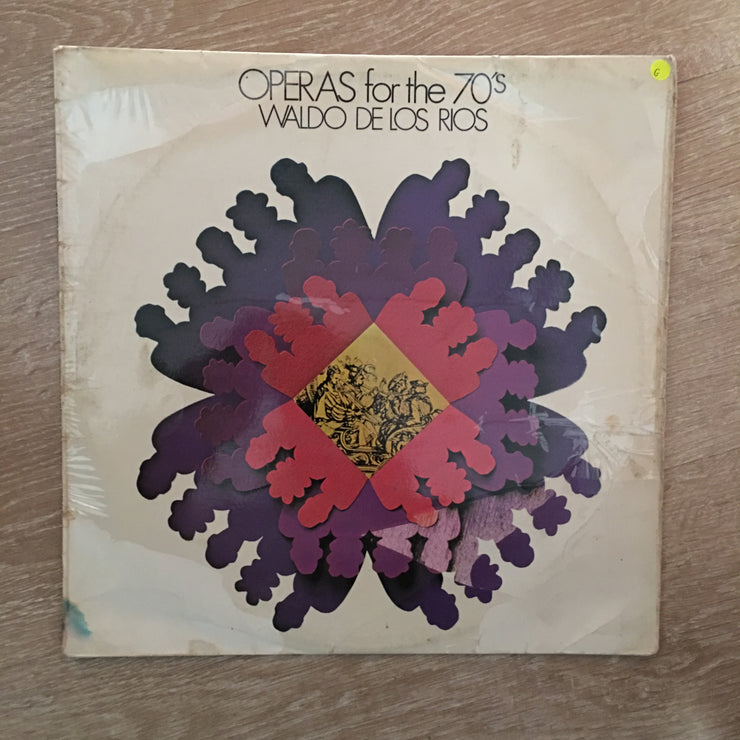 OPERAS for the 70's
WALDO DE LOS RIOS
G